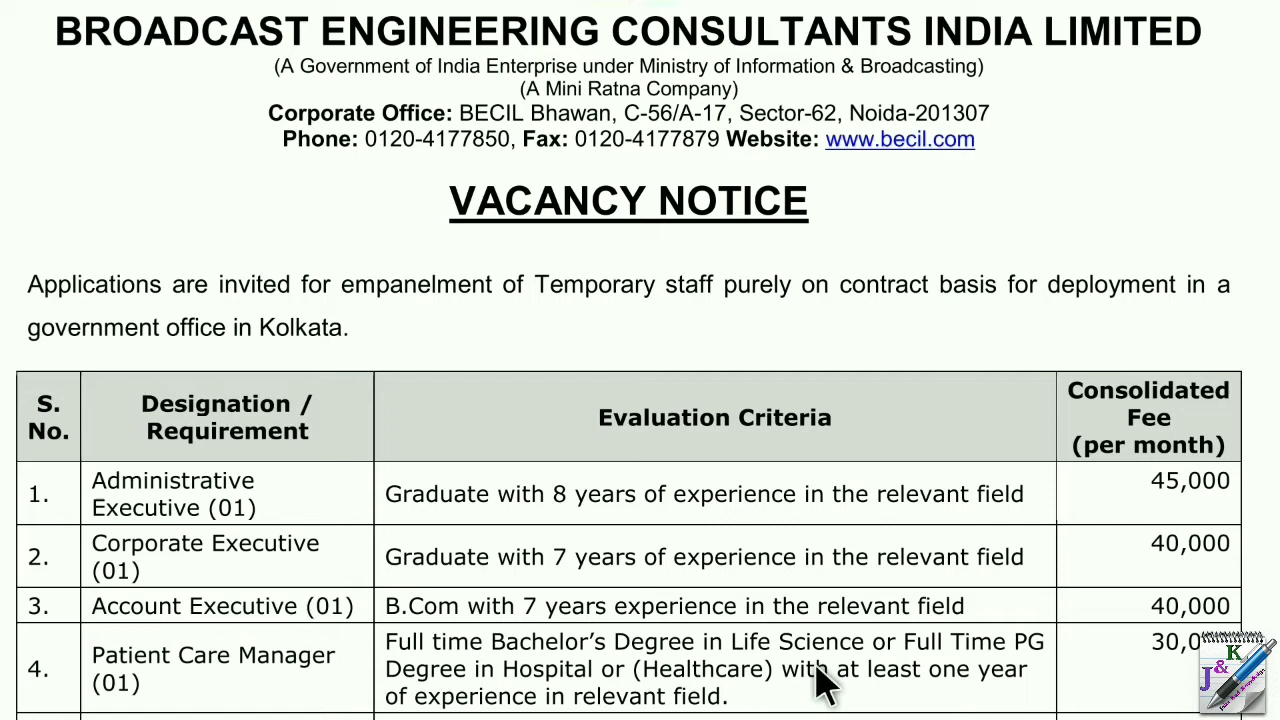 BROADCAST ENGINEERING CONSULTANTS INDIA LIMITED
(A Government of India Enterprise under Ministry of Information & Broadcasting)
(A Mini Ratna Company)
Corporate Office: BECIL Bhawan, C-56/A-17, Sector-62, Noida-201307
Phone: 0120-4177850, Fax: 0120-4177879 Website: www.becil.com
VACANCY NOTICE
Applications are invited for empanelment of Temporary staff purely on contract basis for deployment in a
government office in Kolkata.
S. No.
Designation / Requirement
Evaluation Criteria
Consolidated Fee (per month)
1.
Administrative
Executive (01)
Graduate with 8 years of experience in the relevant field
45,000
2.
Corporate Executive
(01)
Graduate with 7 years of experience in the relevant field
40,000
3.
Account Executive (01)
B.Com with 7 years experience in the relevant field
40,000
4.
Patient Care Manager
(01)
Full time Bachelor's Degree in Life Science or Full Time PG
Degree in Hospital or (Healthcare) with at least one year
of experience in relevant field.
J&K